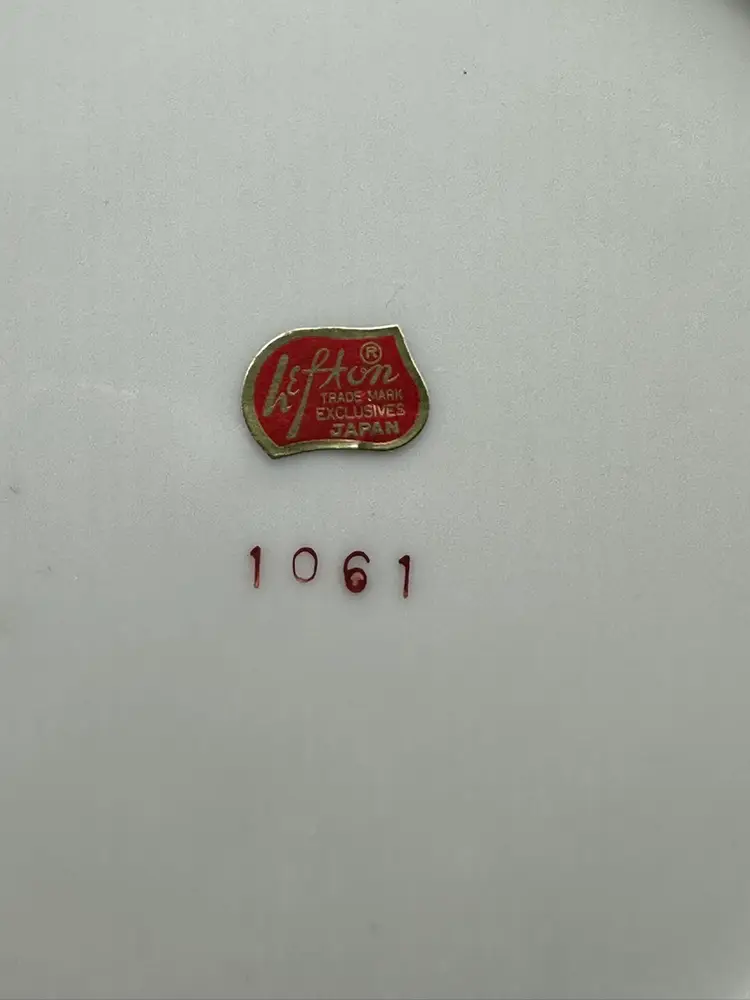 Lefton ®
TRADE MARK
EXCLUSIVES
JAPAN
1061